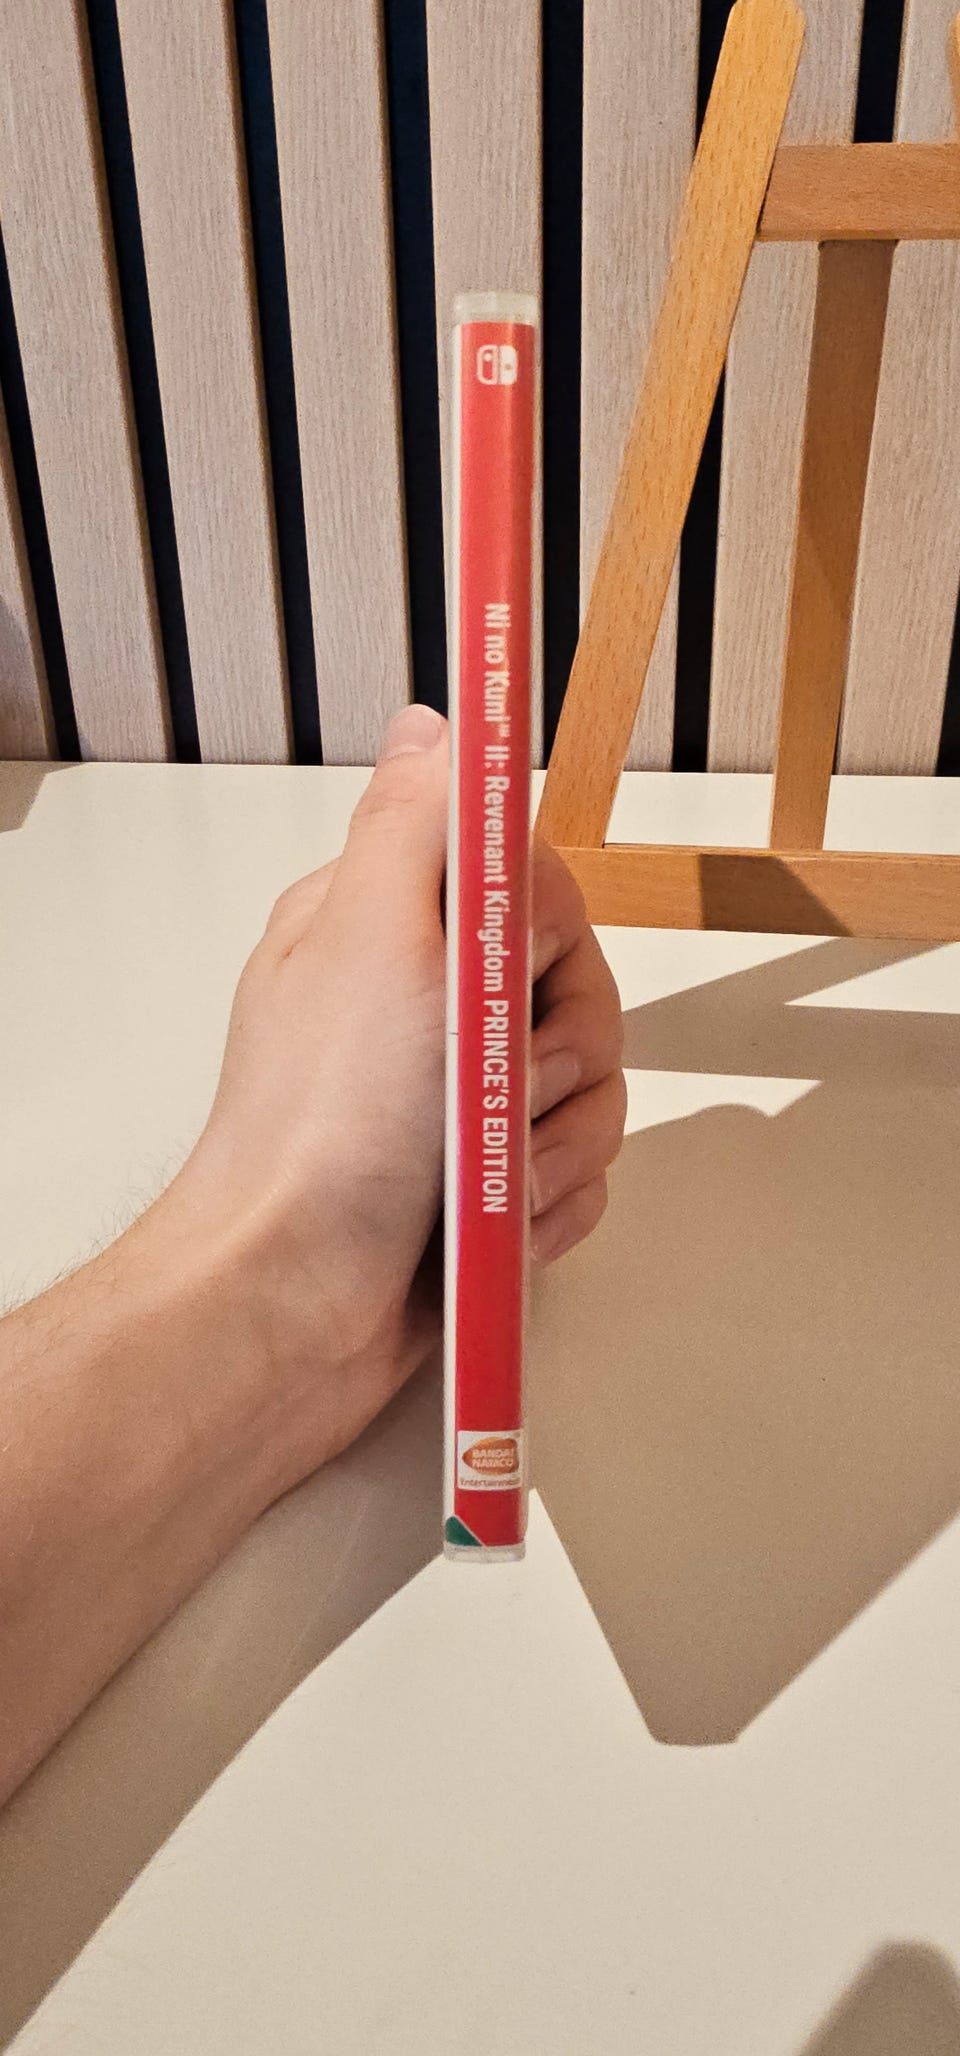 Ni no Kuni™ II: Revenant Kingdom PRINCE'S EDITION
BANDAI
NAMCO
Entertainment